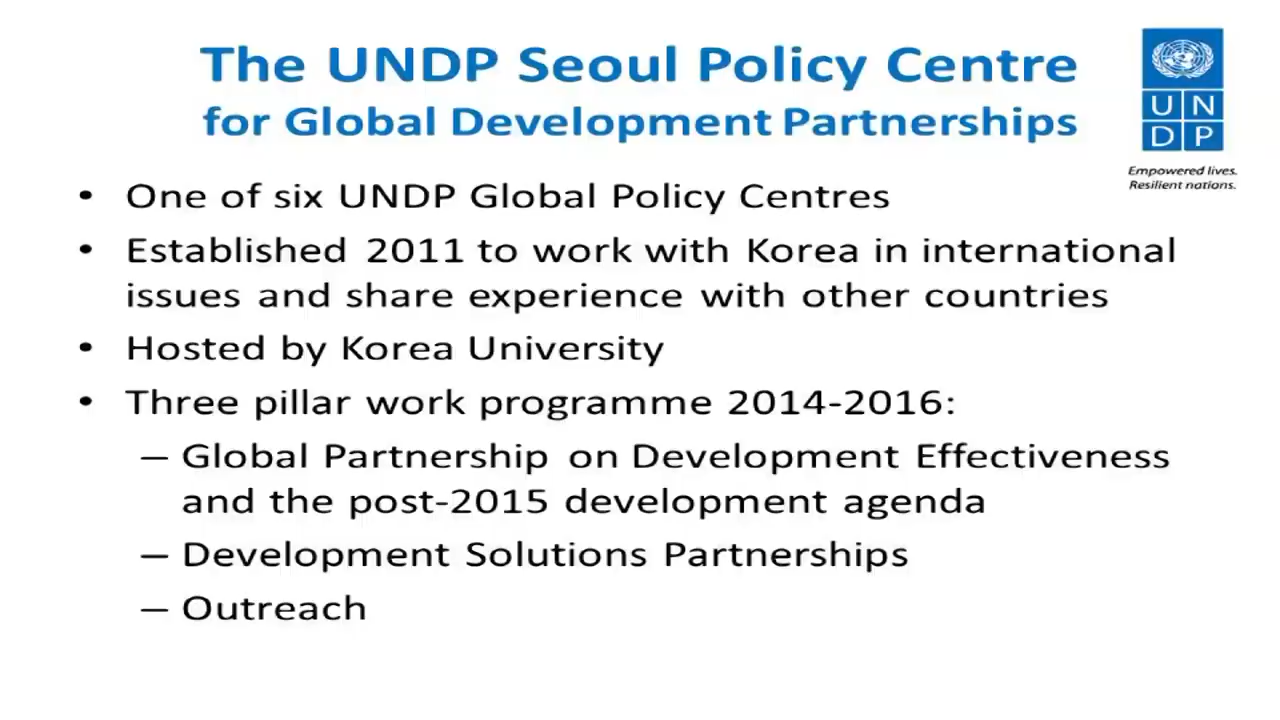 The UNDP Seoul Policy Centre
for Global Development Partnerships
UN
DP
Empowered lives.
Resilient nations.
• One of six UNDP Global Policy Centres
• Established 2011 to work with Korea in international
issues and share experience with other countries
• Hosted by Korea University
• Three pillar work programme 2014-2016:
– Global Partnership on Development Effectiveness
and the post-2015 development agenda
– Development Solutions Partnerships
– Outreach